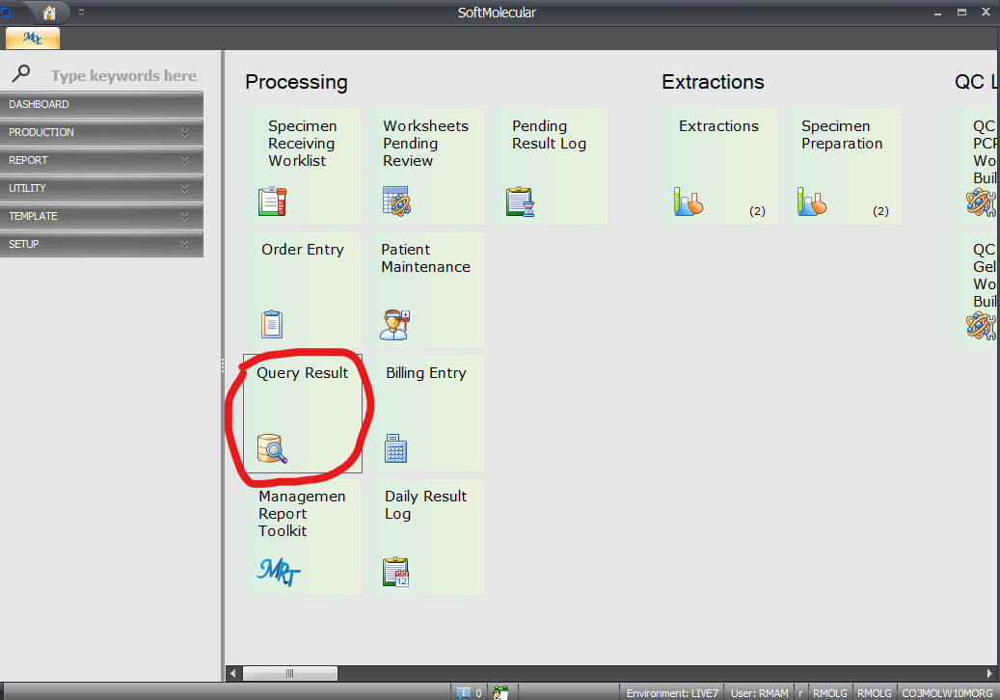 SoftMolecular
MOL
Type keywords here
DASHBOARD
PRODUCTION
REPORT
UTILITY
TEMPLATE
SETUP
Processing
Specimen
Receiving
Worklist
Worksheets
Pending
Review
Pending
Result Log
Order Entry
Patient
Maintenance
Query Result
Billing Entry
Managemen
Report
Toolkit
MRT
Daily Result
Log
12
Extractions
Extractions
(2)
Specimen
Preparation
(2)
QC L
QC
PCR
Wo
Buil
QC
Gel
Wo
Buil
0
Environment: LIVE7
User: RMAM
r
RMOLG
RMOLG
CO3MOLW10MORG